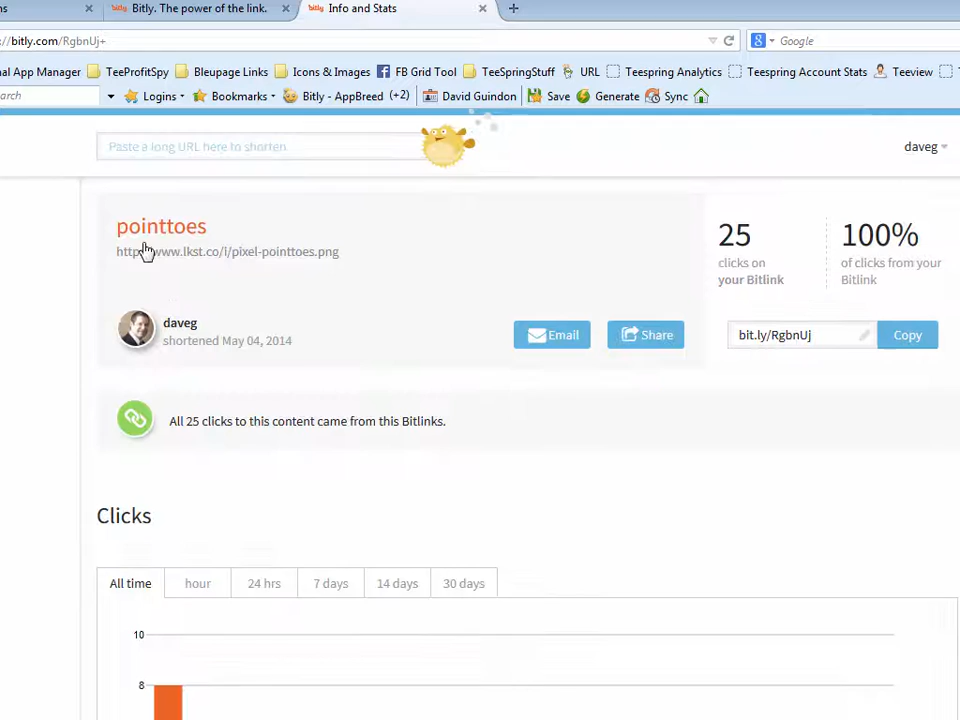 ns
bitly Bitly. The power of the link.
bitly Info and Stats
://bitly.com/RgbnUj+
Google
al App Manager TeeProfitSpy Bleupage Links Icons & Images FB Grid Tool TeeSpringStuff URL Teespring Analytics Teespring Account Stats Teeview
arch Logins Bookmarks Bitly - AppBreed (+2) David Guindon Save Generate Sync
Paste a long URL here to shorten.
daveg
pointtoes
25
100%
http www.lkst.co/i/pixel-pointtoes.png
clicks on
your Bitlink
of clicks from your
Bitlink
daveg
shortened May 04, 2014
Email
Share
bit.ly/RgbnUj
Copy
All 25 clicks to this content came from this Bitlinks.
Clicks
All time hour 24 hrs 7 days 14 days 30 days
10
8